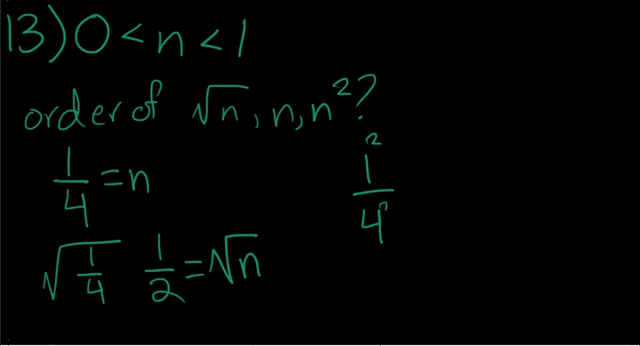 13) 0 < n < 1
order of √n, n, n²?
1/4 = n
1²/4²
√1/4 1/2 = √n